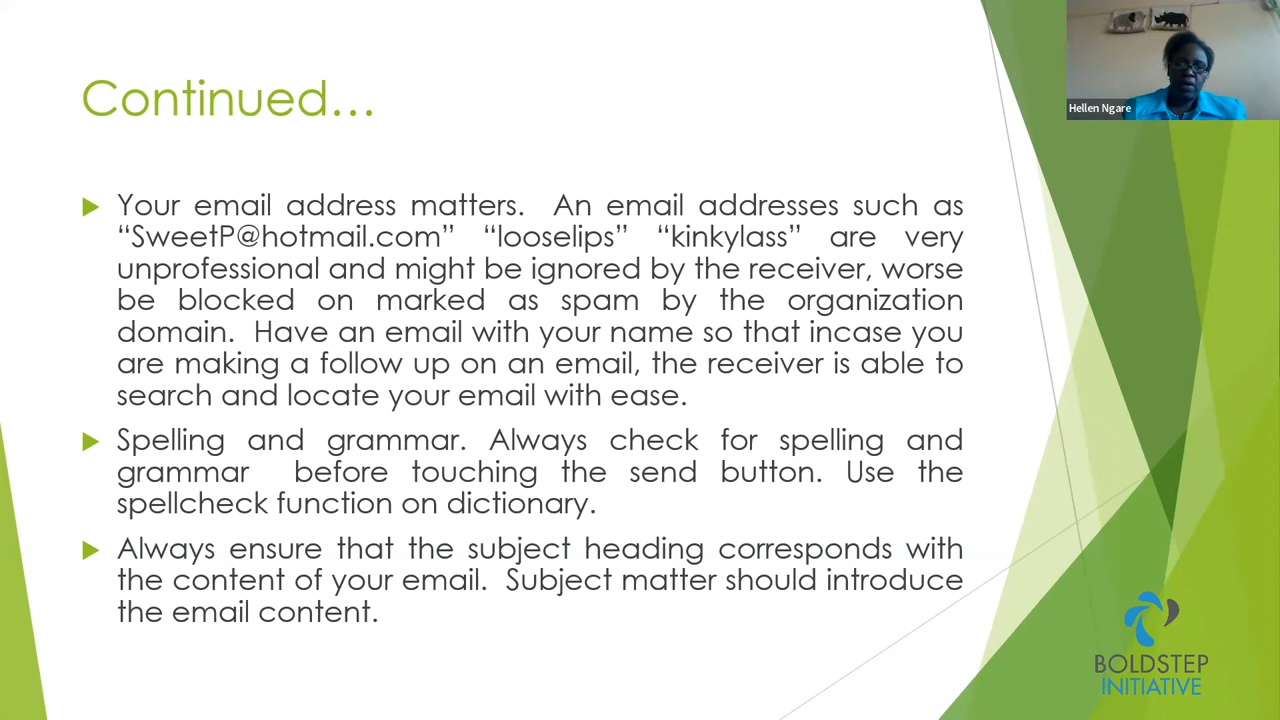 Continued...
Hellen Ngare
Your email address matters. An email addresses such as
“SweetP@hotmail.com” “looselips” “kinkylass” are very
unprofessional and might be ignored by the receiver, worse
be blocked on marked as spam by the organization
domain. Have an email with your name so that incase you
are making a follow up on an email, the receiver is able to
search and locate your email with ease.
Spelling and grammar. Always check for spelling and
grammar before touching the send button. Use the
spellcheck function on dictionary.
Always ensure that the subject heading corresponds with
the content of your email. Subject matter should introduce
the email content.
BOLDSTEP
INITIATIVE